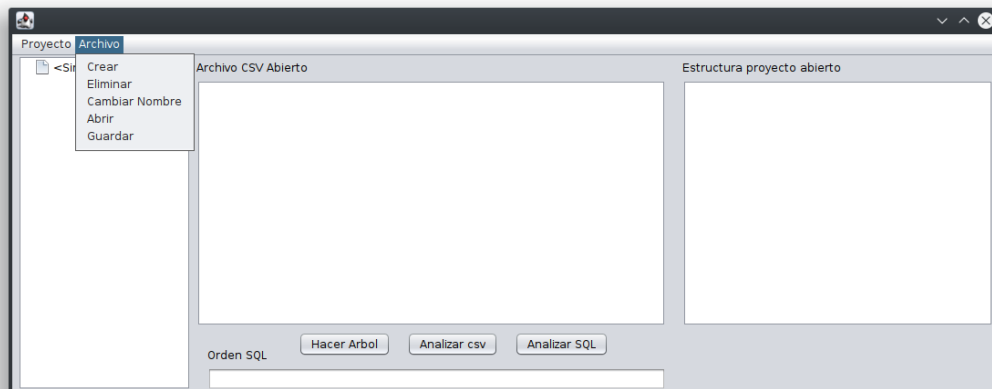 Proyecto Archivo
Crear
Eliminar
Cambiar Nombre
Abrir
Guardar
Archivo CSV Abierto
Estructura proyecto abierto
Hacer Arbol
Analizar csv
Analizar SQL
Orden SQL